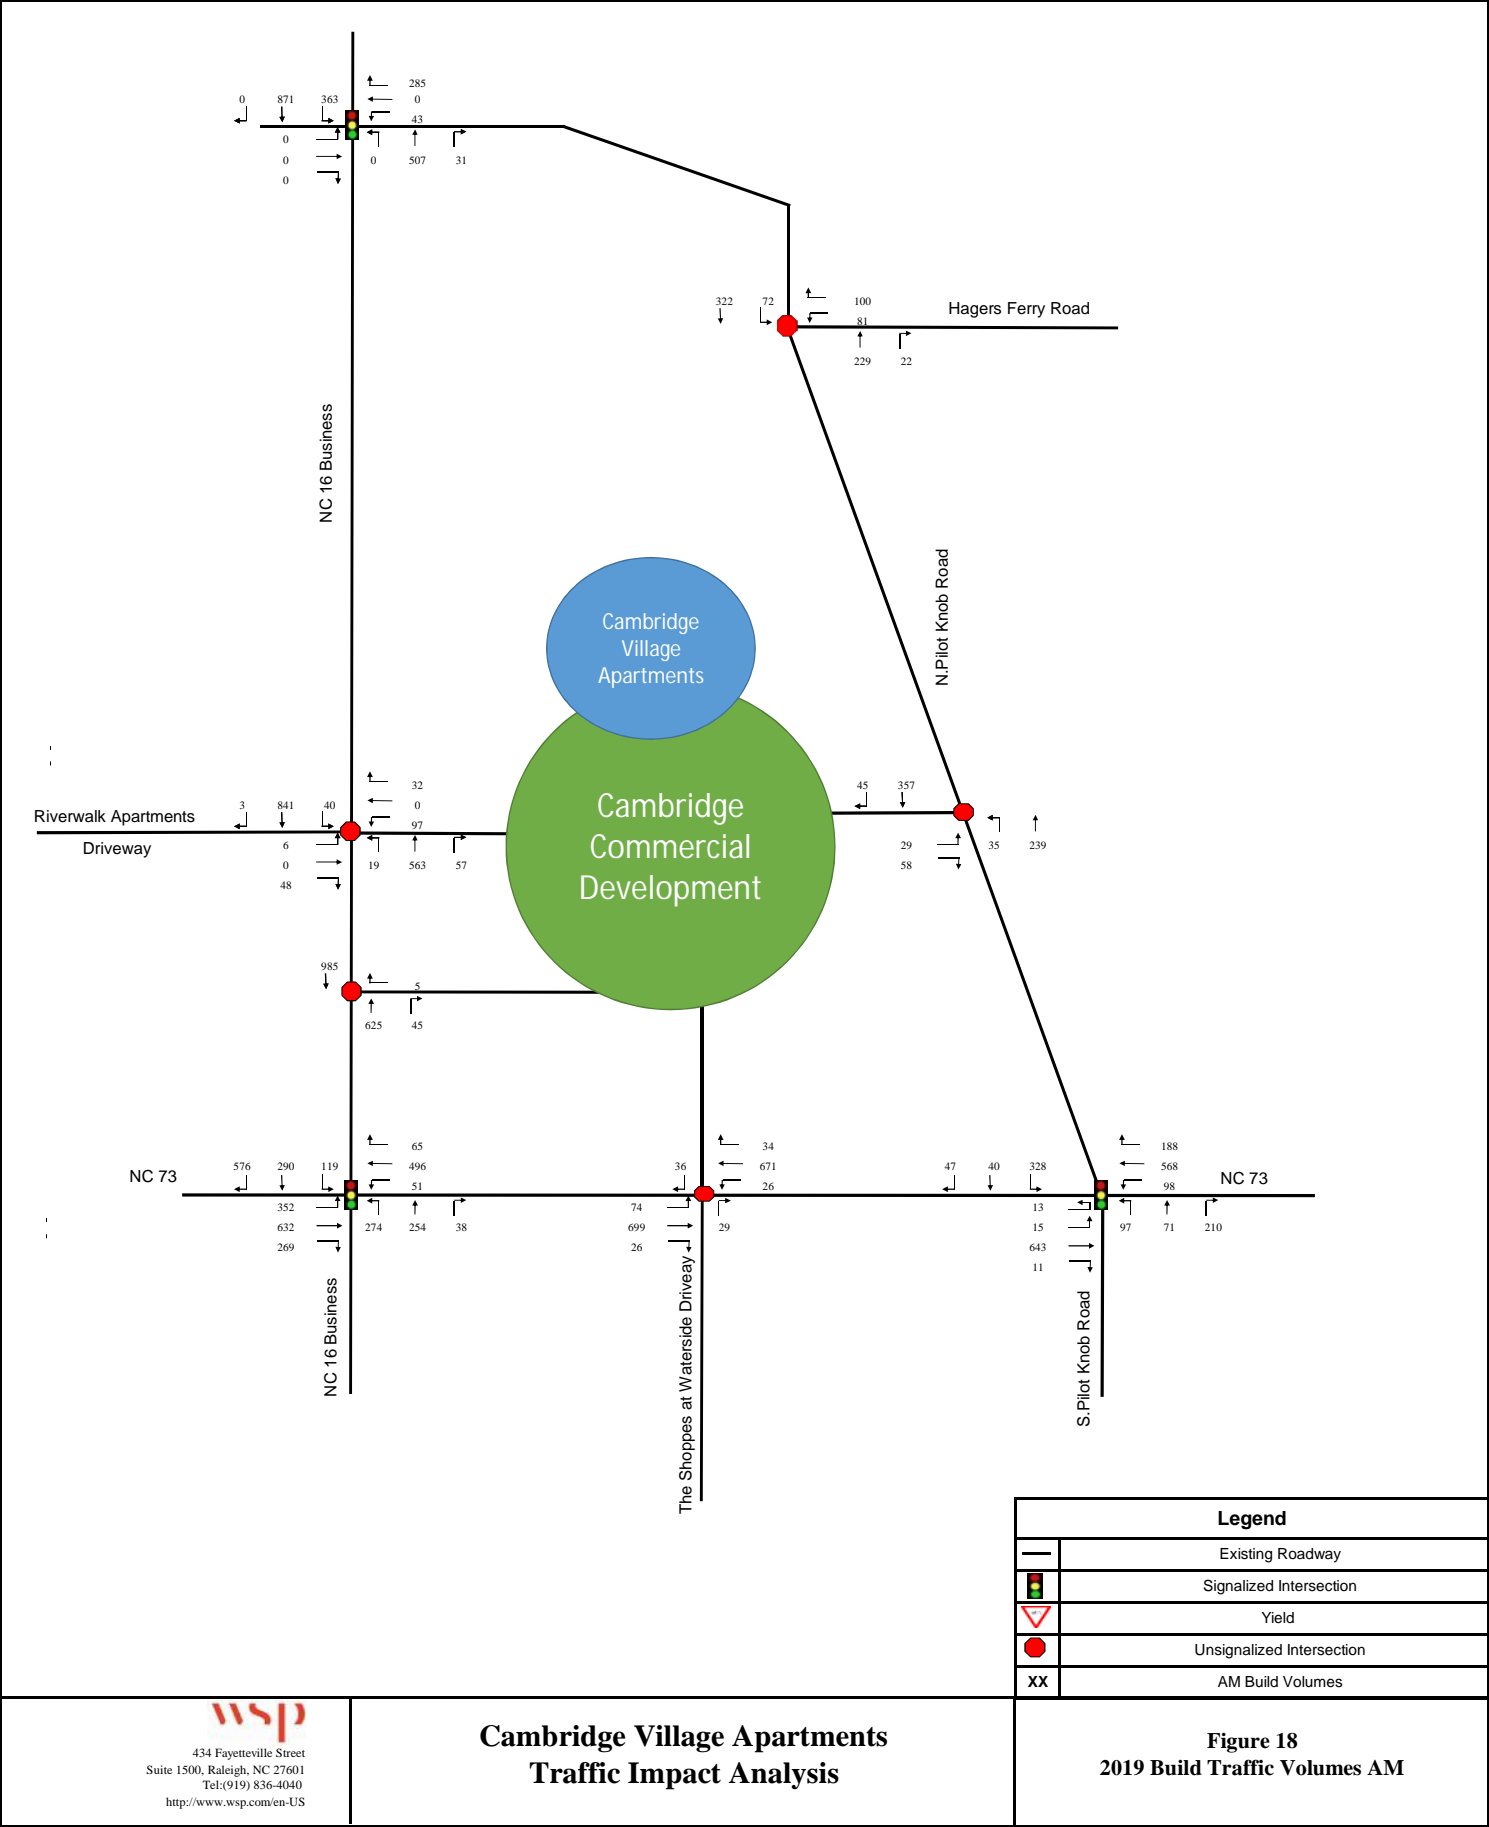 285
0 871 363 0
43
0
0 0 507 31
0
322 72 100
Hagers Ferry Road
81
229 22
NC 16 Business
N.Pilot Knob Road
Cambridge
Village
Apartments
Cambridge
Commercial
Development
32
3 841 40 0
97
Riverwalk Apartments
Driveway
6
0 19 563 57
48
45 357
29 35 239
58
985
5
625 45
NC 73
65
576 290 119 496
51
352
632 274 254 38
269
34
36 671
26
74
699 29
26
188
47 40 328 568
98
NC 73
13
15 97 71 210
643
11
NC 16 Business
The Shoppes at Waterside Driveay
S.Pilot Knob Road
Legend
Existing Roadway
Signalized Intersection
Yield
Unsignalized Intersection
XX AM Build Volumes
wsp
434 Fayetteville Street
Suite 1500, Raleigh, NC 27601
Tel:(919) 836-4040
http://www.wsp.com/en-US
Cambridge Village Apartments
Traffic Impact Analysis
Figure 18
2019 Build Traffic Volumes AM